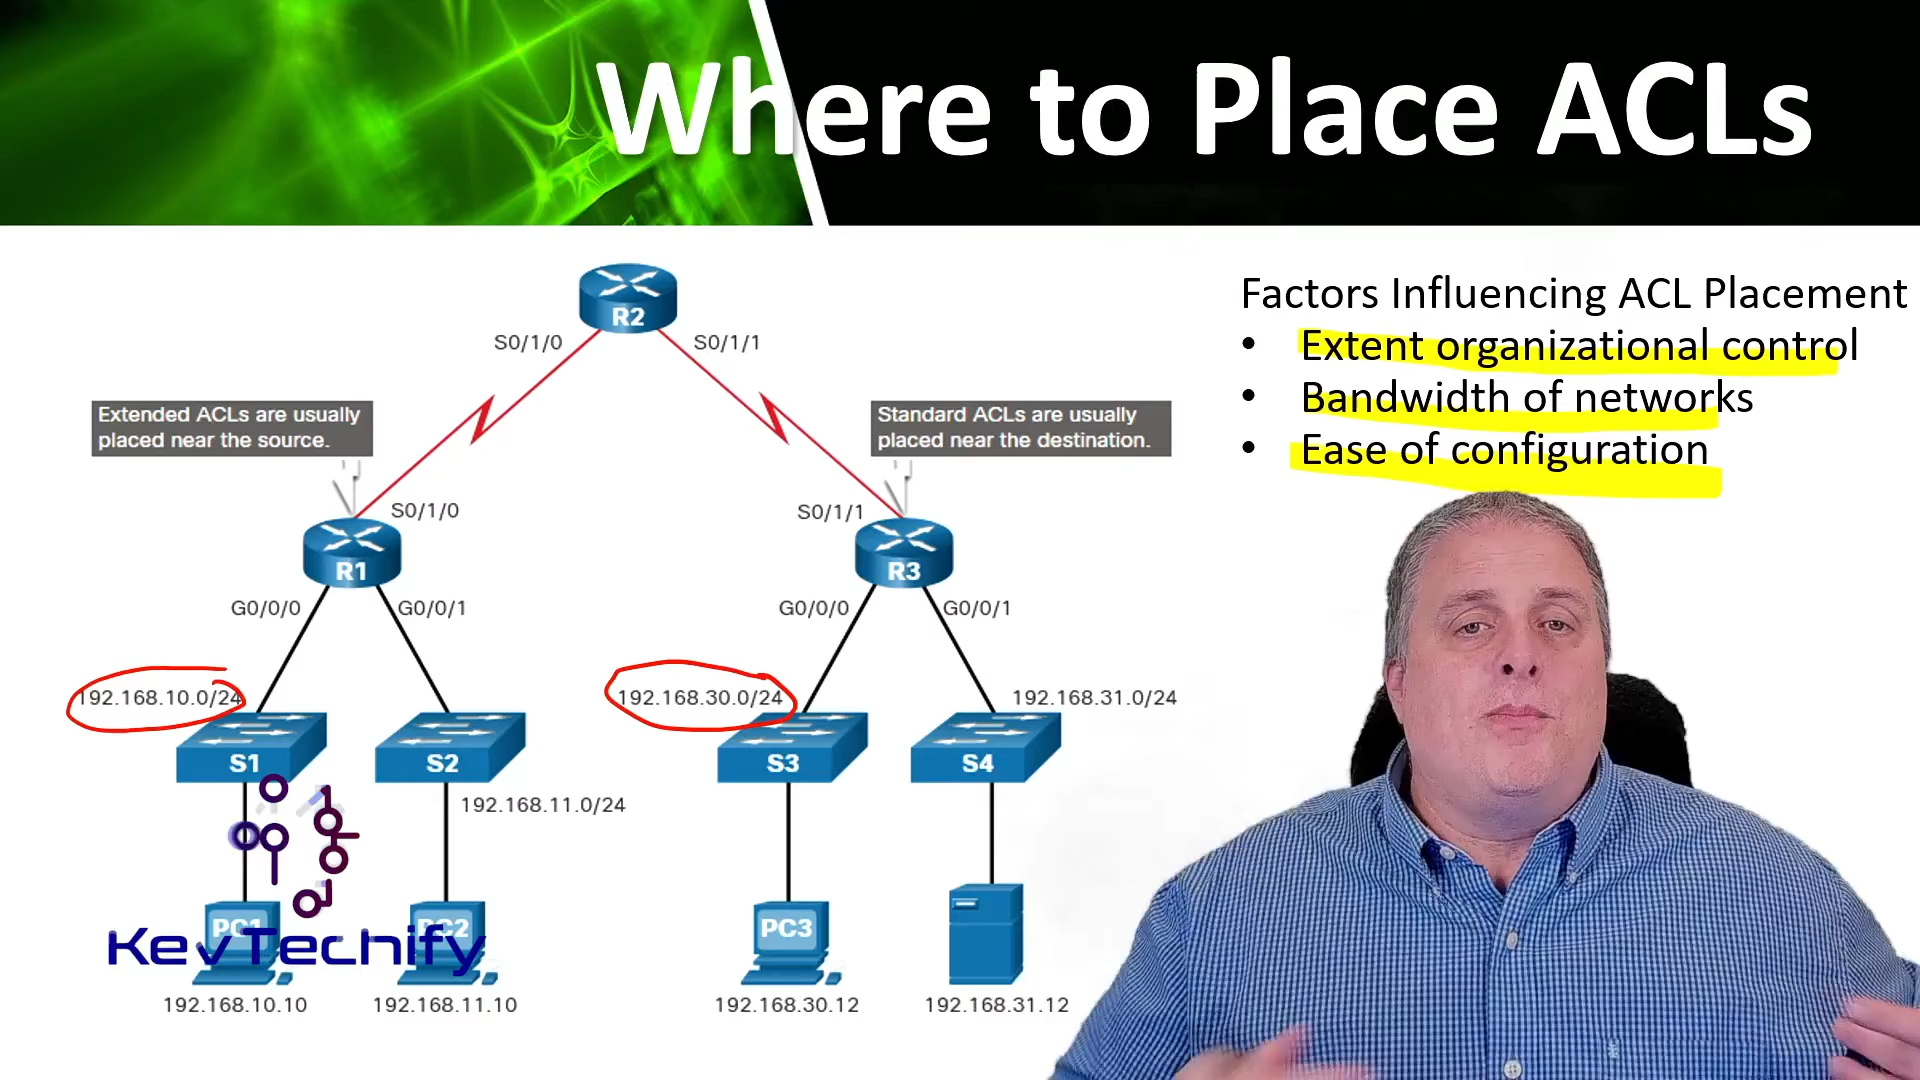 Where to Place ACLs
Factors Influencing ACL Placement
• Extent organizational control
• Bandwidth of networks
• Ease of configuration
R2
S0/1/0
S0/1/1
Extended ACLs are usually
placed near the source.
Standard ACLs are usually
placed near the destination.
S0/1/0
S0/1/1
R1
R3
G0/0/0
G0/0/1
G0/0/0
G0/0/1
192.168.10.0/24
192.168.30.0/24
192.168.31.0/24
S1
S2
S3
S4
192.168.11.0/24
PC1
PC2
PC3
KevTechify
192.168.10.10
192.168.11.10
192.168.30.12
192.168.31.12